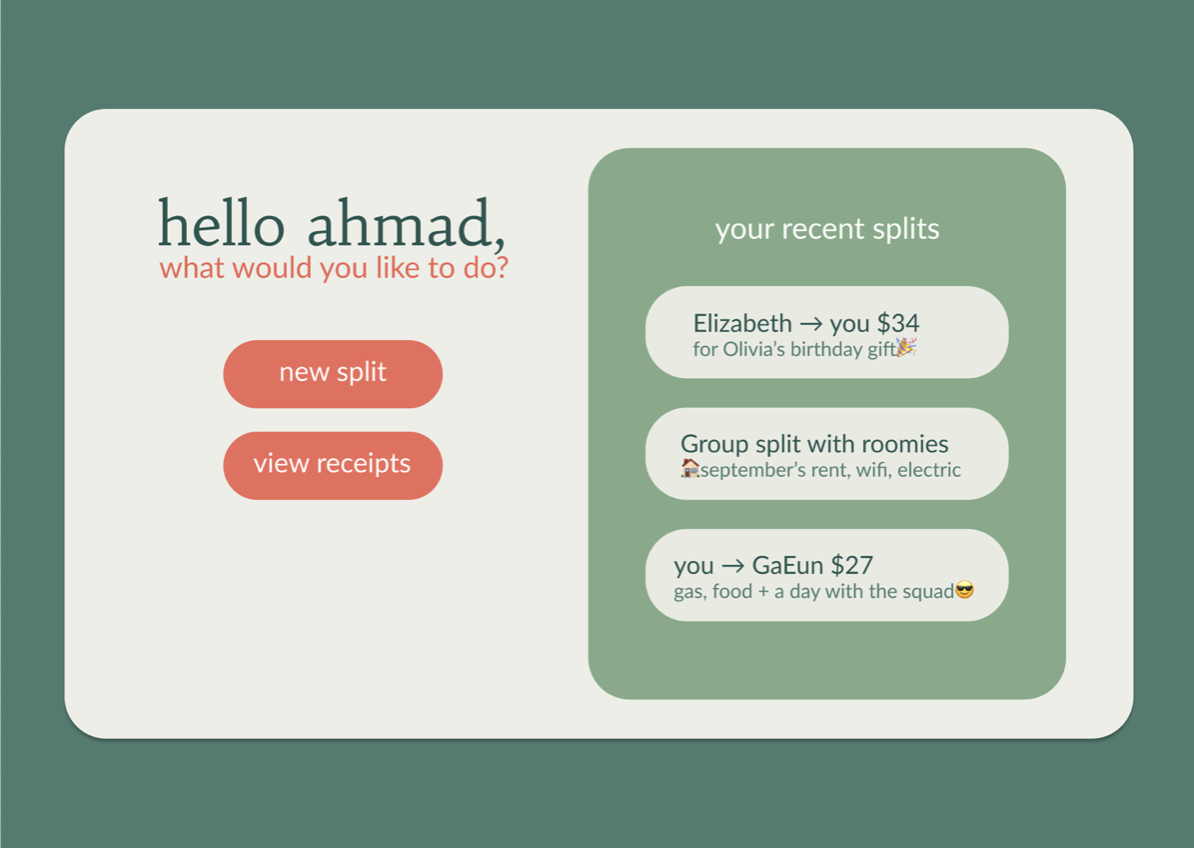 hello ahmad,
what would you like to do?
new split
view receipts
your recent splits
Elizabeth → you $34
for Olivia’s birthday gift🎉
Group split with roomies
🏠september’s rent, wifi, electric
you → GaEun $27
gas, food + a day with the squad😎